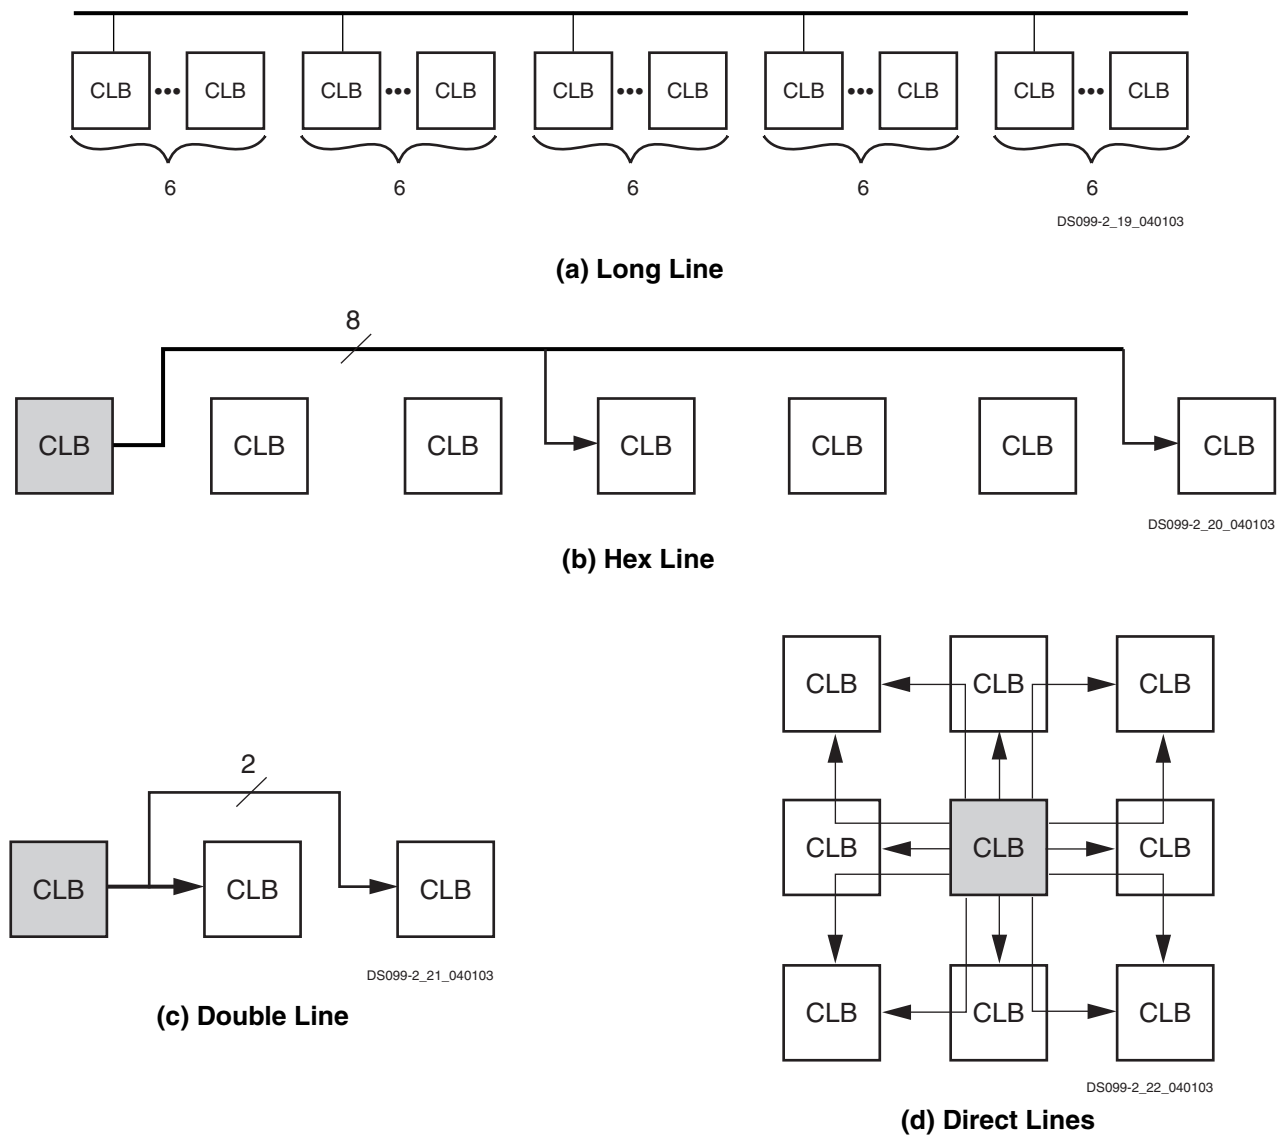 CLB ••• CLB CLB ••• CLB CLB ••• CLB CLB ••• CLB CLB ••• CLB
6 6 6 6 6
DS099-2_19_040103
(a) Long Line
8
CLB CLB CLB CLB CLB CLB CLB
DS099-2_20_040103
(b) Hex Line
2
CLB CLB CLB
DS099-2_21_040103
(c) Double Line
CLB CLB CLB
CLB CLB CLB
CLB CLB CLB
DS099-2_22_040103
(d) Direct Lines